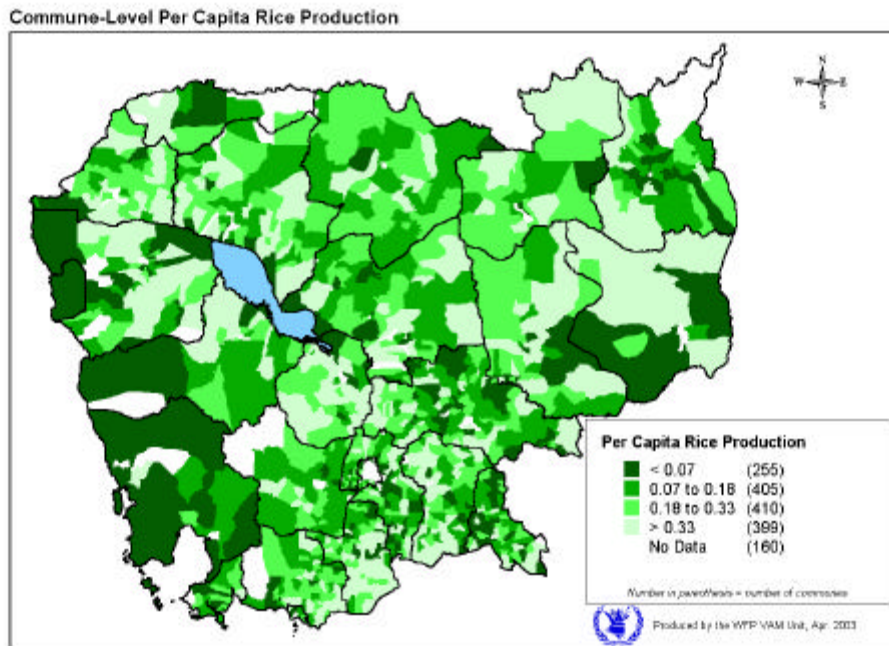 Commune-Level Per Capita Rice Production
N
W E
S
Per Capita Rice Production
< 0.07 (255)
0.07 to 0.18 (405)
0.18 to 0.33 (410)
> 0.33 (399)
No Data (160)
Number in parenthesis = number of communes
Produced by the WFP VAM Unit, Apr. 2003